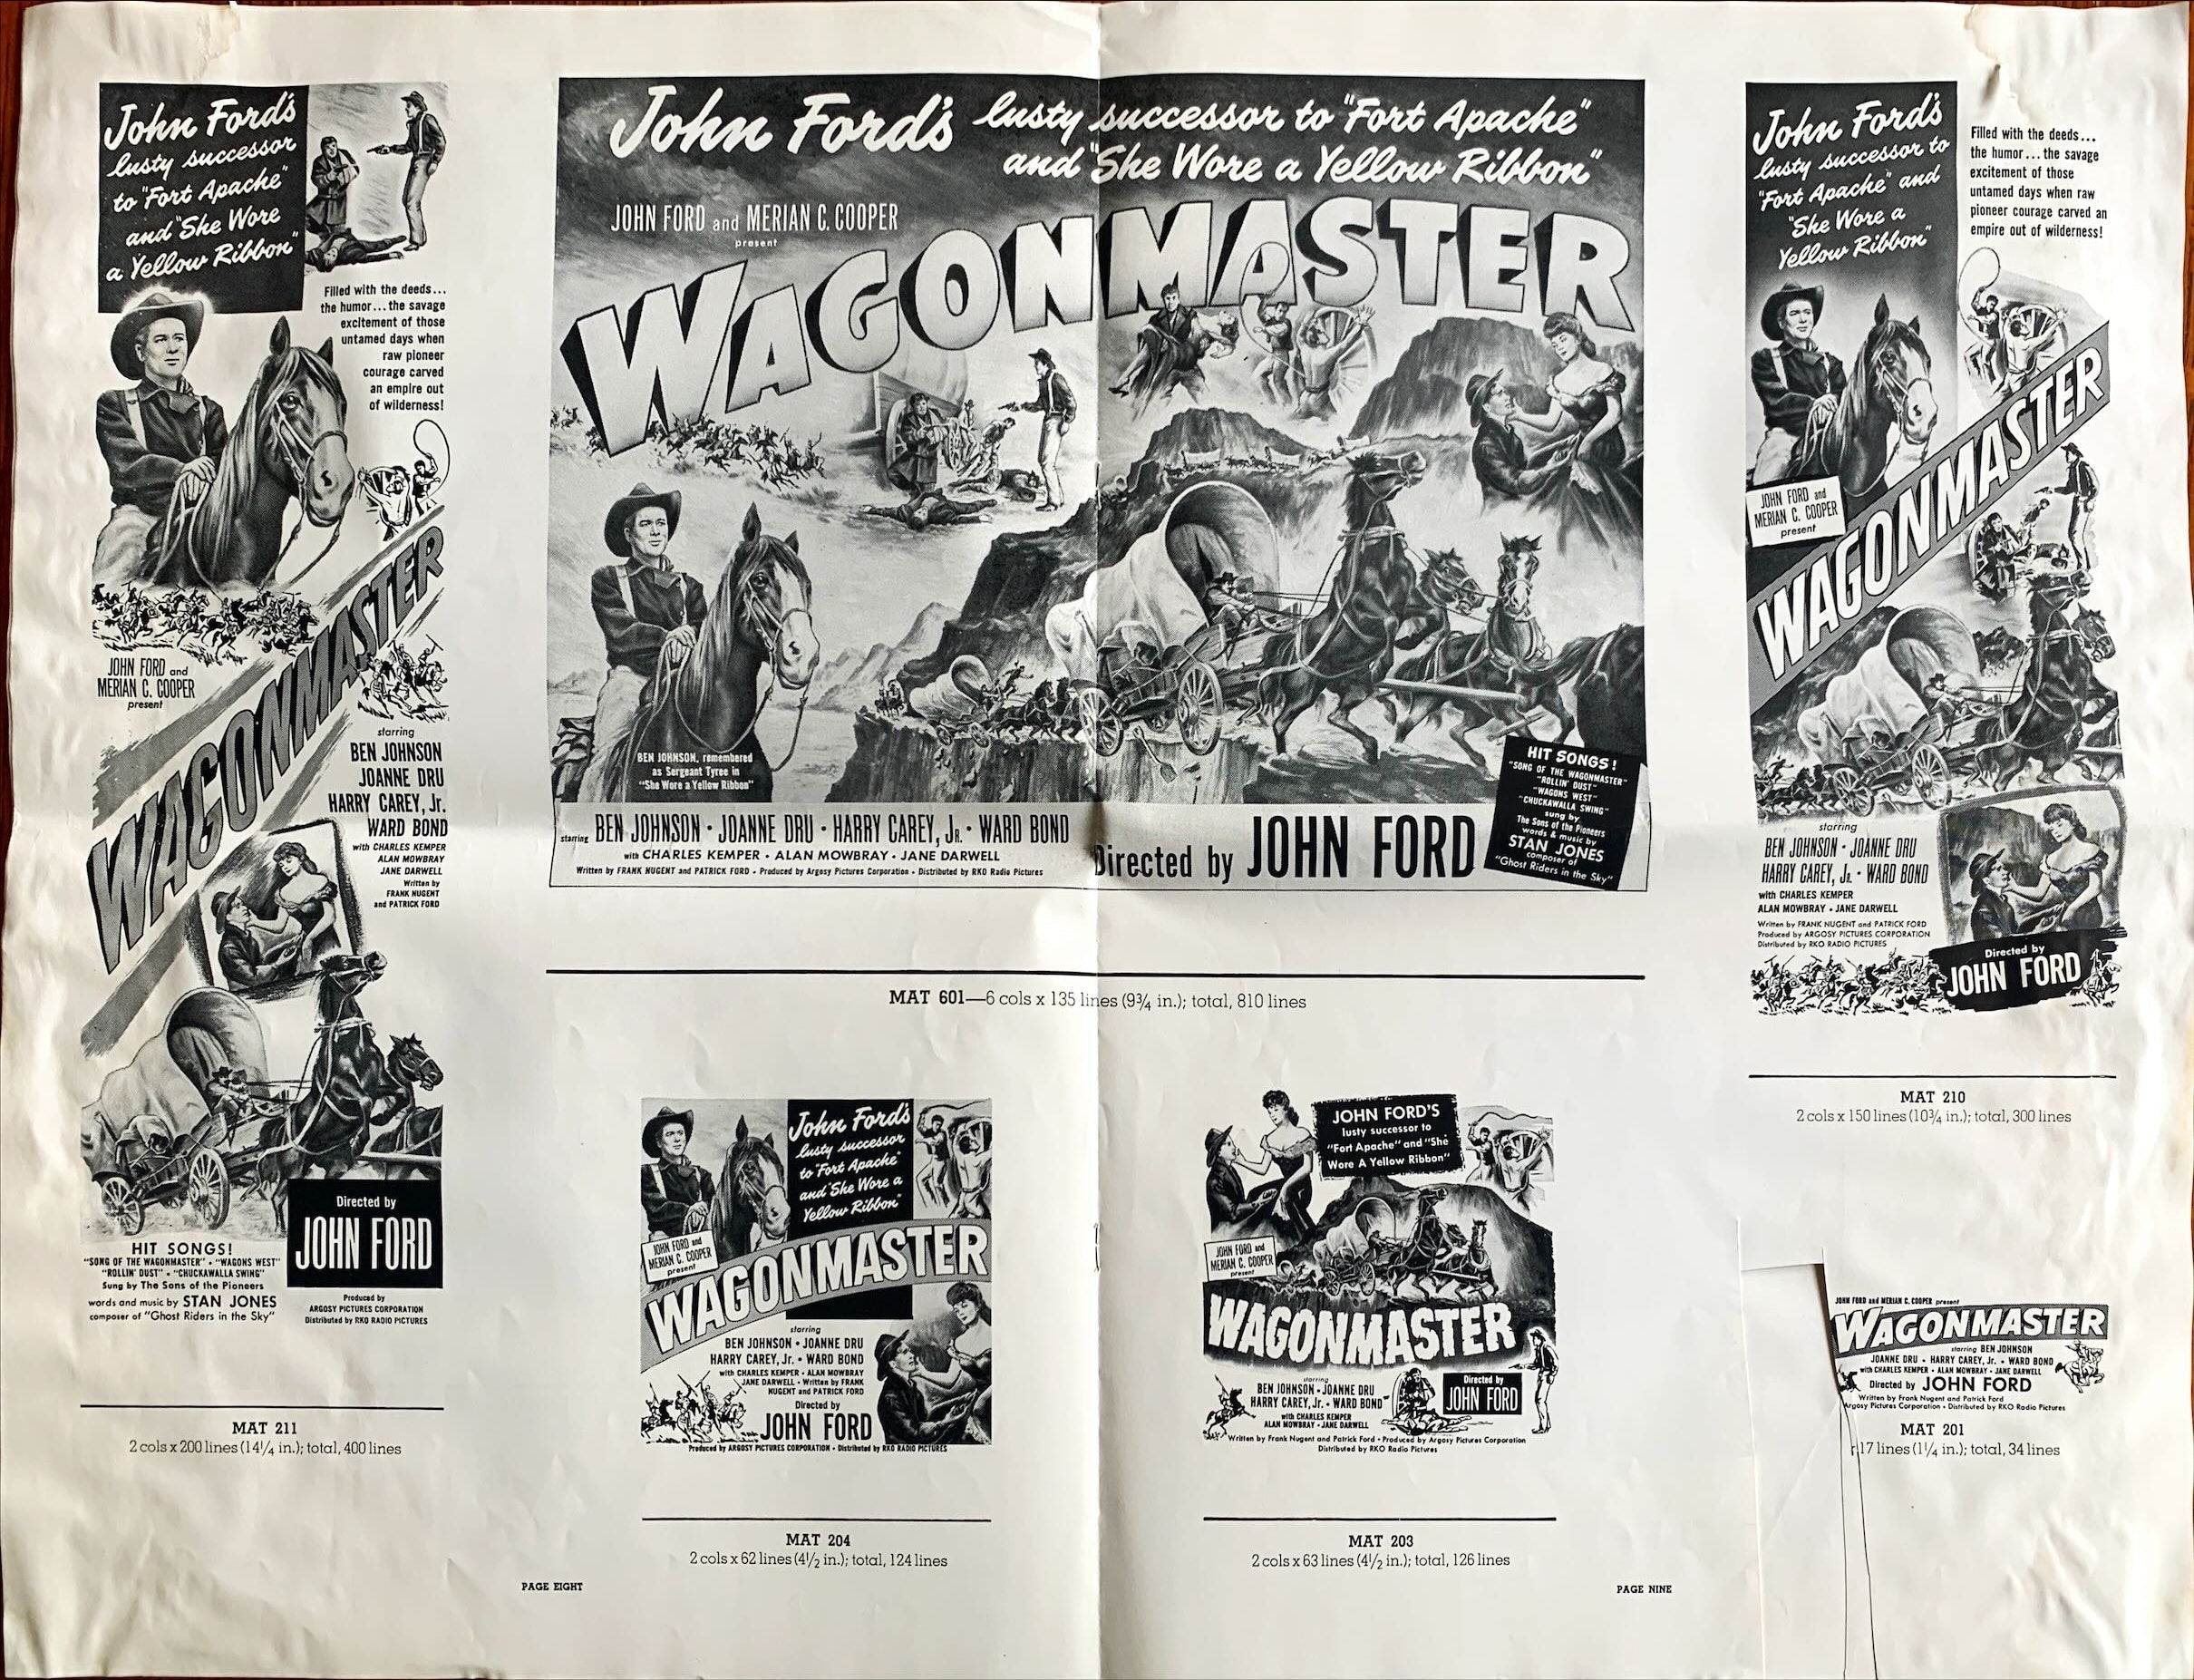 John Ford's
lusty successor
to "Fort Apache"
and "She Wore
a Yellow Ribbon"
Filled with the deeds...
the humor...the savage
excitement of those
untamed days when
raw pioneer
courage carved
an empire out
of wilderness!
JOHN FORD and
MERIAN C. COOPER
present
WAGONMASTER
starring
BEN JOHNSON
JOANNE DRU
HARRY CAREY, Jr.
WARD BOND
with CHARLES KEMPER
ALAN MOWBRAY
JANE DARWELL
Written by
FRANK NUGENT
and PATRICK FORD
Directed by
JOHN FORD
HIT SONGS!
"SONG OF THE WAGONMASTER" • "WAGONS WEST"
"ROLLIN' DUST" • "CHUCKAWALLA SWING"
Sung by The Sons of the Pioneers
words and music by STAN JONES
composer of "Ghost Riders in the Sky"
Produced by
ARGOSY PICTURES CORPORATION
Distributed by RKO RADIO PICTURES
MAT 211
2 cols x 200 lines (14¼ in.); total, 400 lines
John Ford's lusty successor to "Fort Apache"
and "She Wore a Yellow Ribbon"
JOHN FORD and MERIAN C. COOPER
present
WAGONMASTER
BEN JOHNSON, remembered
as Sergeant Tyree in
"She Wore a Yellow Ribbon"
HIT SONGS!
"SONG OF THE WAGONMASTER"
"ROLLIN' DUST"
"WAGONS WEST"
"CHUCKAWALLA SWING"
sung by
The Sons of the Pioneers
words & music by
STAN JONES
composer of
"Ghost Riders in the Sky"
starring BEN JOHNSON • JOANNE DRU • HARRY CAREY, Jr. • WARD BOND
with CHARLES KEMPER • ALAN MOWBRAY • JANE DARWELL
Written by FRANK NUGENT and PATRICK FORD • Produced by Argosy Pictures Corporation • Distributed by RKO Radio Pictures
Directed by JOHN FORD
MAT 601—6 cols x 135 lines (9¾ in.); total, 810 lines
John Ford's
lusty successor to
"Fort Apache" and
"She Wore a
Yellow Ribbon"
Filled with the deeds...
the humor...the savage
excitement of those
untamed days when raw
pioneer courage carved an
empire out of wilderness!
JOHN FORD and
MERIAN C. COOPER
present
WAGONMASTER
starring
BEN JOHNSON • JOANNE DRU
HARRY CAREY, Jr. • WARD BOND
with CHARLES KEMPER
ALAN MOWBRAY • JANE DARWELL
Written by FRANK NUGENT and PATRICK FORD
Produced by ARGOSY PICTURES CORPORATION
Distributed by RKO RADIO PICTURES
Directed by
JOHN FORD
MAT 210
2 cols x 150 lines (10¾ in.); total, 300 lines
John Ford's
lusty successor
to "Fort Apache"
and "She Wore a
Yellow Ribbon"
JOHN FORD and
MERIAN C. COOPER
present
WAGONMASTER
starring
BEN JOHNSON • JOANNE DRU
HARRY CAREY, Jr. • WARD BOND
with CHARLES KEMPER • ALAN MOWBRAY
JANE DARWELL • Written by FRANK
NUGENT and PATRICK FORD
Directed by
JOHN FORD
Produced by ARGOSY PICTURES CORPORATION • Distributed by RKO RADIO PICTURES
MAT 204
2 cols x 62 lines (4½ in.); total, 124 lines
JOHN FORD'S
lusty successor to
"Fort Apache" and "She
Wore A Yellow Ribbon"
JOHN FORD and
MERIAN C. COOPER
present
WAGONMASTER
starring
BEN JOHNSON • JOANNE DRU
HARRY CAREY, Jr. • WARD BOND
with CHARLES KEMPER
ALAN MOWBRAY • JANE DARWELL
Directed by
JOHN FORD
Written by Frank Nugent and Patrick Ford • Produced by Argosy Pictures Corporation
Distributed by RKO Radio Pictures
MAT 203
2 cols x 63 lines (4½ in.); total, 126 lines
JOHN FORD and MERIAN C. COOPER present
WAGONMASTER
starring BEN JOHNSON
JOANNE DRU • HARRY CAREY, Jr. • WARD BOND
with CHARLES KEMPER • ALAN MOWBRAY • JANE DARWELL
Directed by JOHN FORD
Written by Frank Nugent and Patrick Ford
Argosy Pictures Corporation • Distributed by RKO Radio Pictures
MAT 201
17 lines (1¼ in.); total, 34 lines
PAGE EIGHT
PAGE NINE